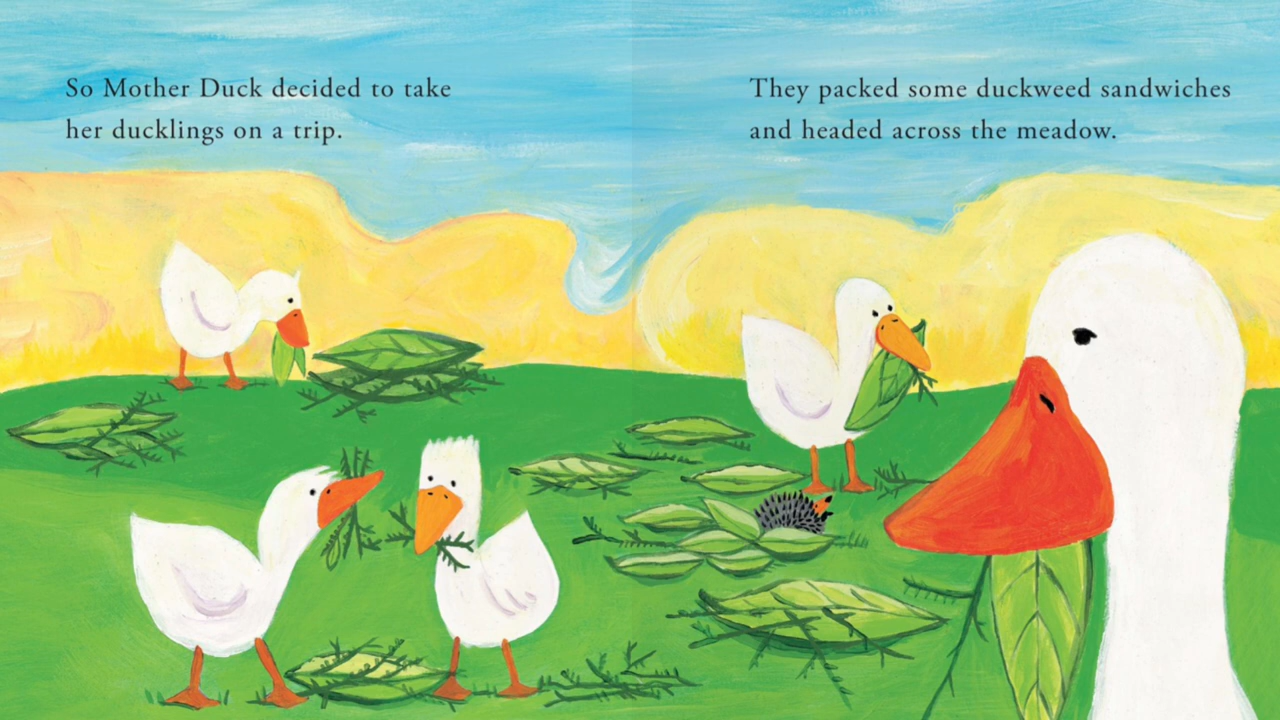 So Mother Duck decided to take
her ducklings on a trip.
They packed some duckweed sandwiches
and headed across the meadow.